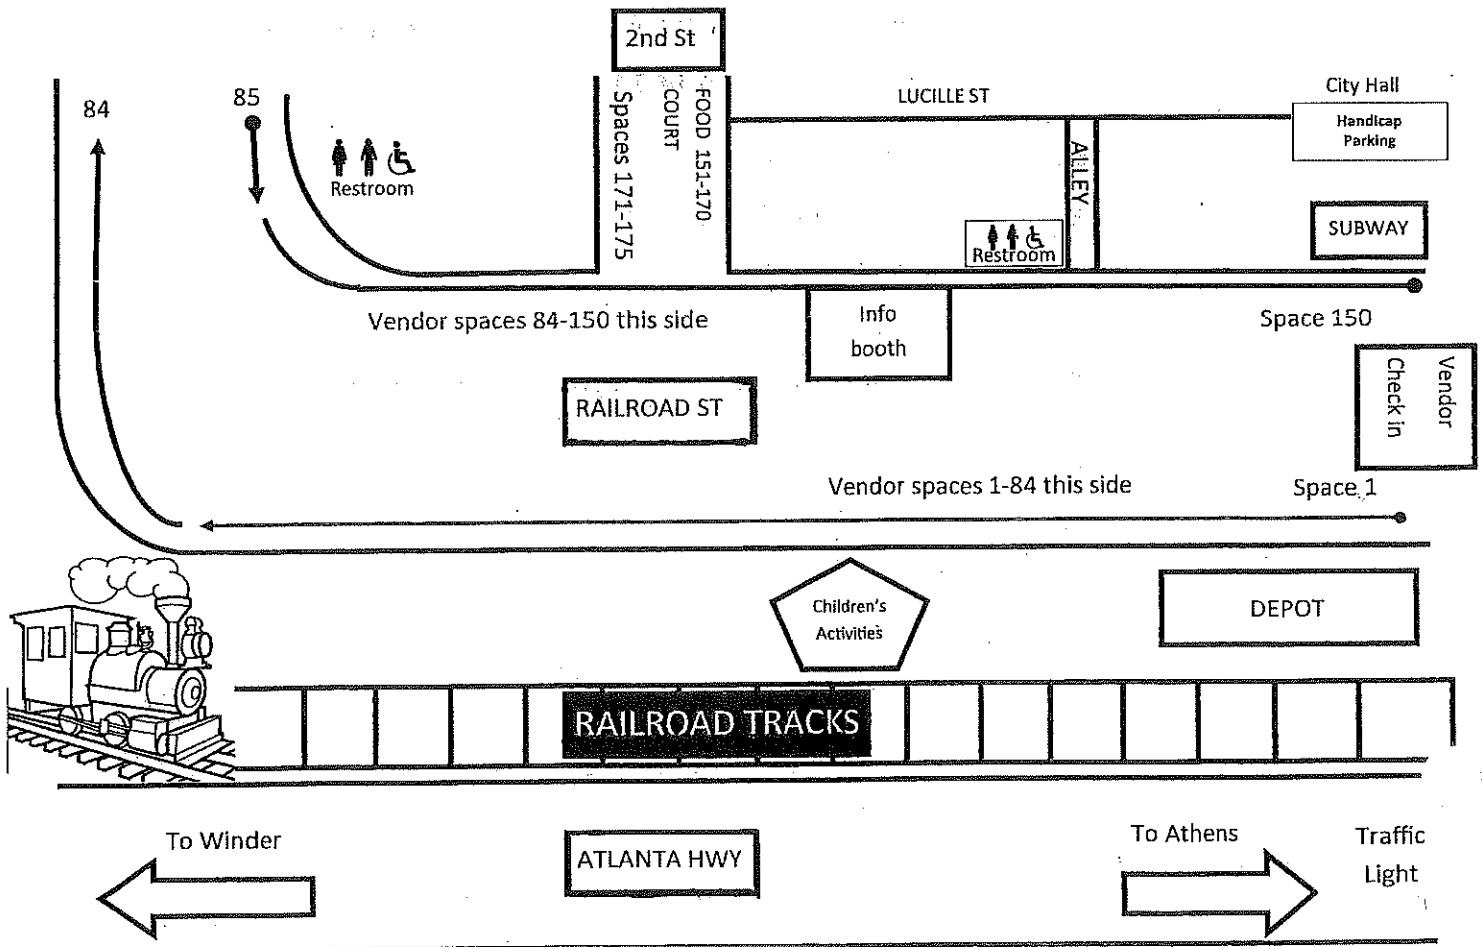 2nd St
84
85
Restroom
Spaces 171-175
FOOD 151-170
COURT
LUCILLE ST
City Hall
Handicap
Parking
ALLEY
Restroom
SUBWAY
Vendor spaces 84-150 this side
Info
booth
Space 150
RAILROAD ST
Vendor
Check in
Vendor spaces 1-84 this side
Space 1
Children's
Activities
DEPOT
RAILROAD TRACKS
To Winder
ATLANTA HWY
To Athens
Traffic
Light